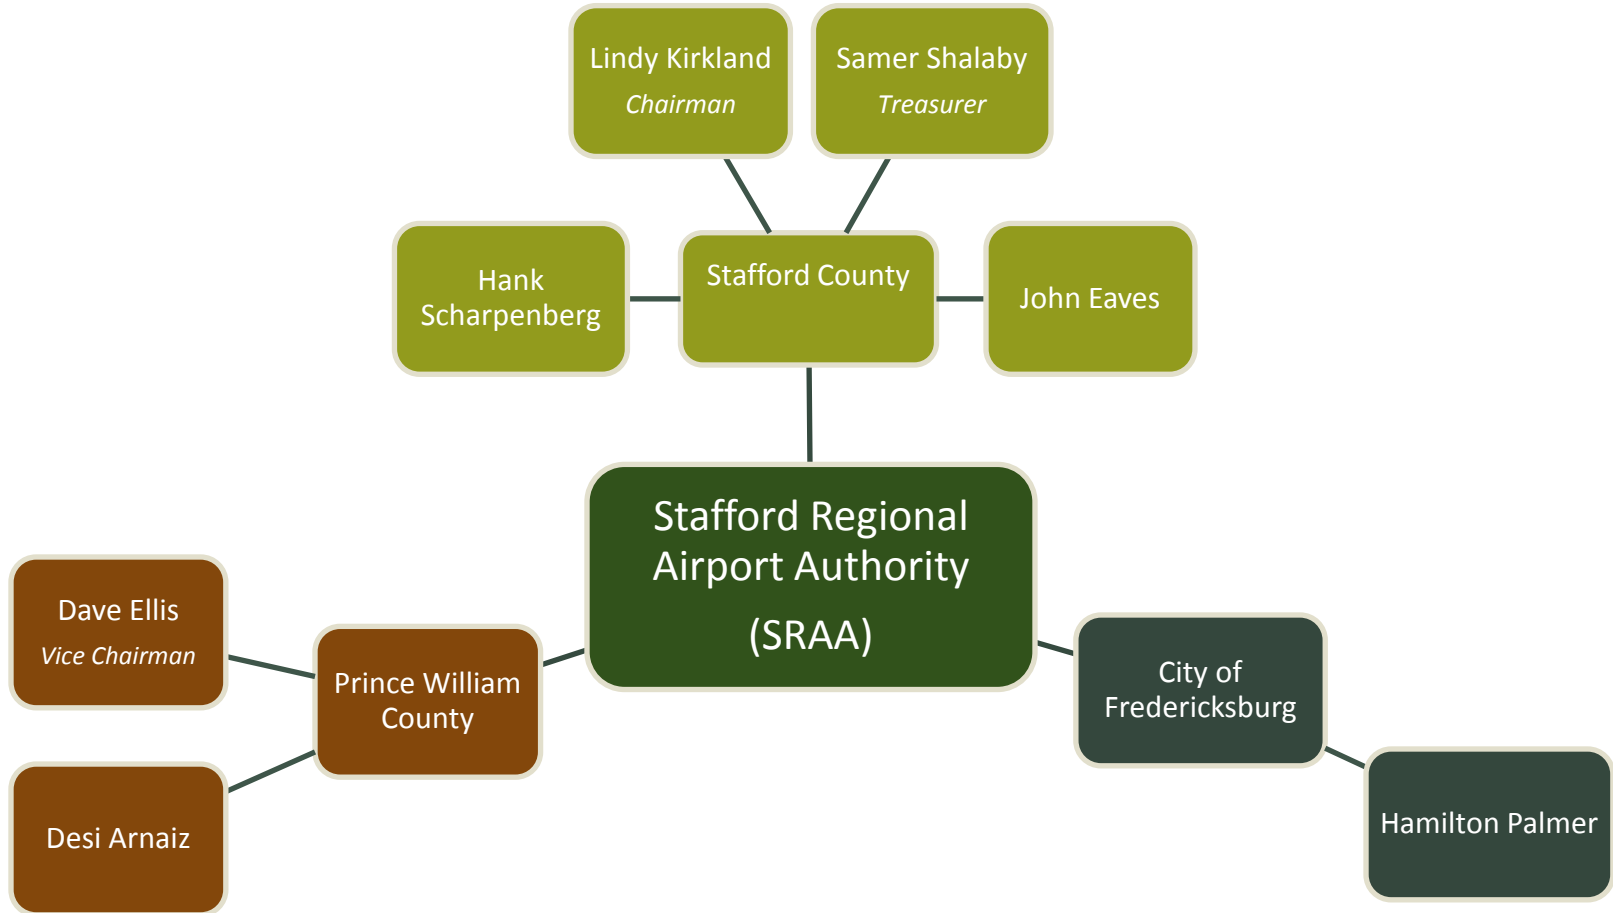 Lindy Kirkland
Chairman
Samer Shalaby
Treasurer
Hank
Scharpenberg
Stafford County
John Eaves
Stafford Regional
Airport Authority
(SRAA)
Dave Ellis
Vice Chairman
Prince William
County
Desi Arnaiz
City of
Fredericksburg
Hamilton Palmer